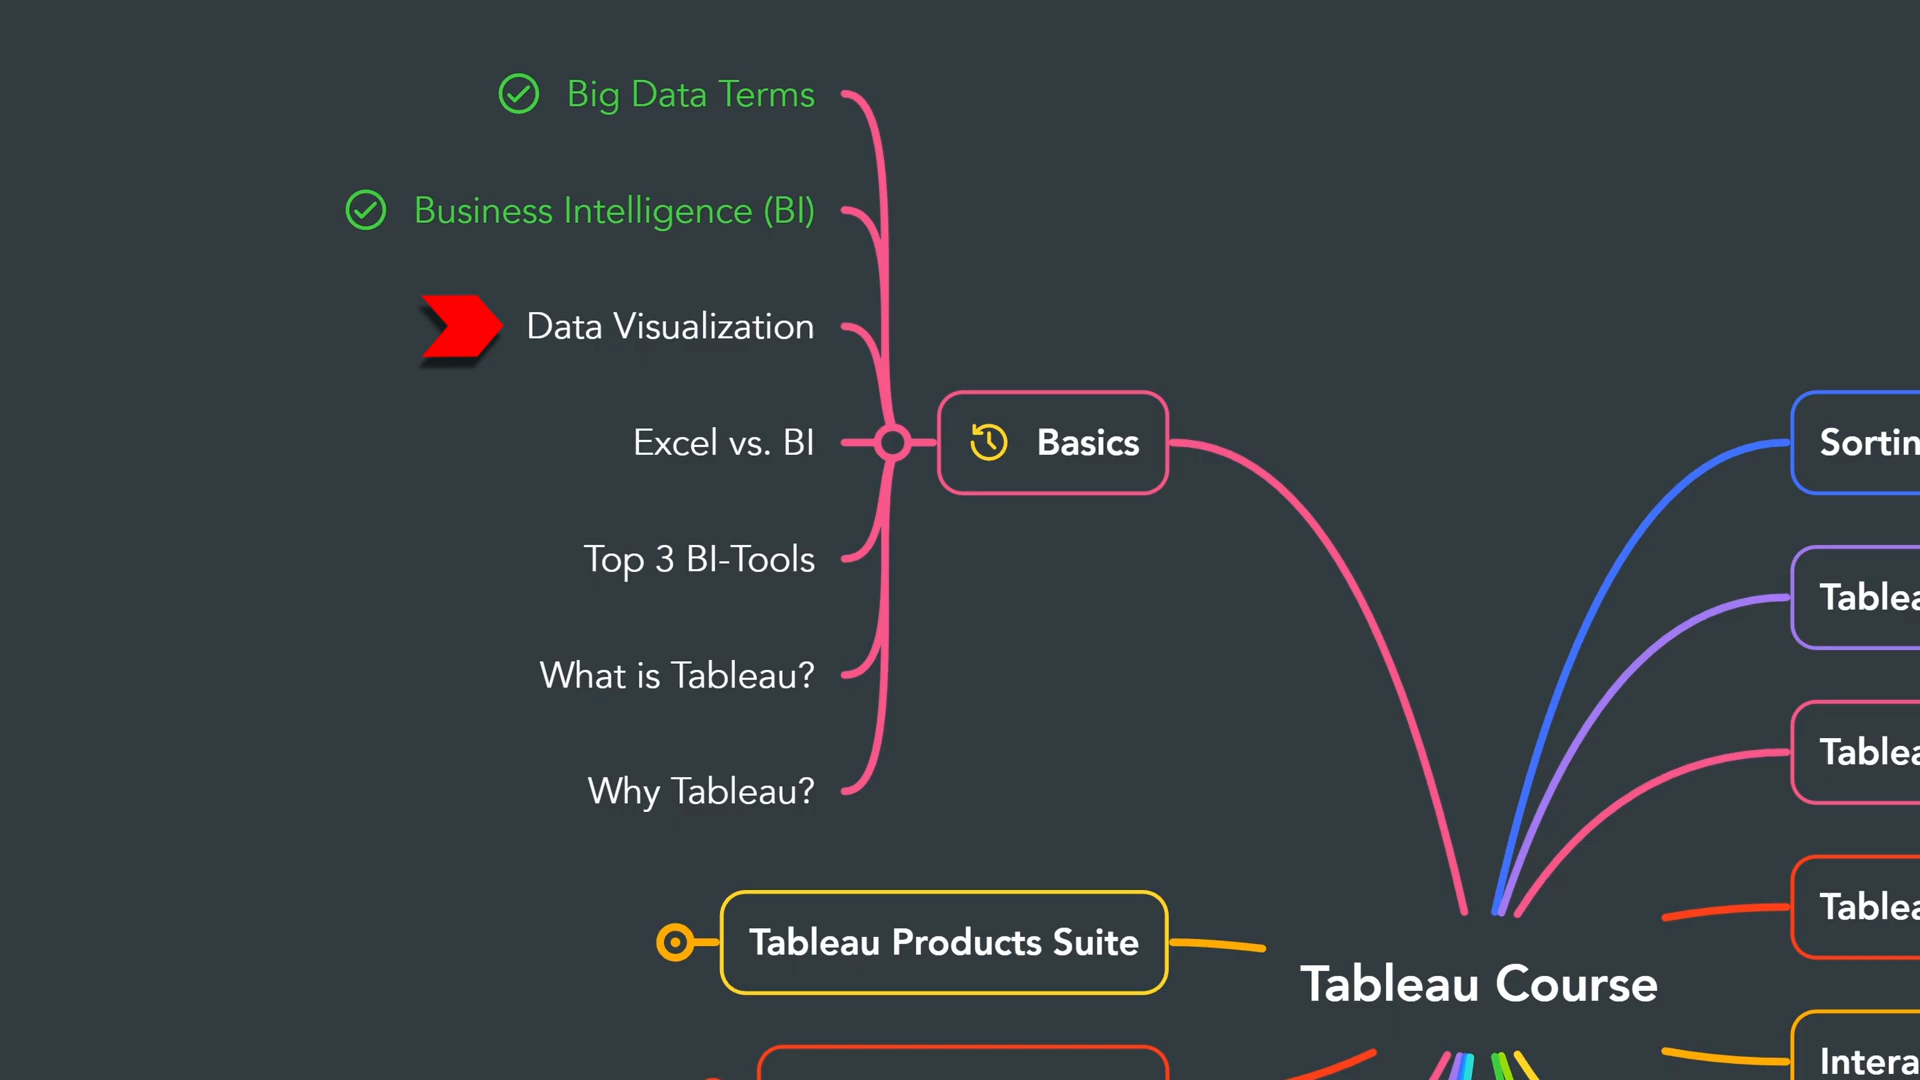 Big Data Terms
Business Intelligence (BI)
Data Visualization
Excel vs. BI
Basics
Top 3 BI-Tools
What is Tableau?
Why Tableau?
Tableau Products Suite
Tableau Course